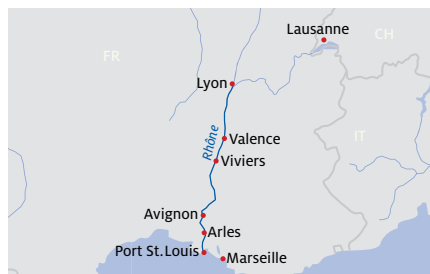 Lausanne
CH
FR
Lyon
IT
Rhône
Valence
Viviers
Avignon
Arles
Port St. Louis
Marseille